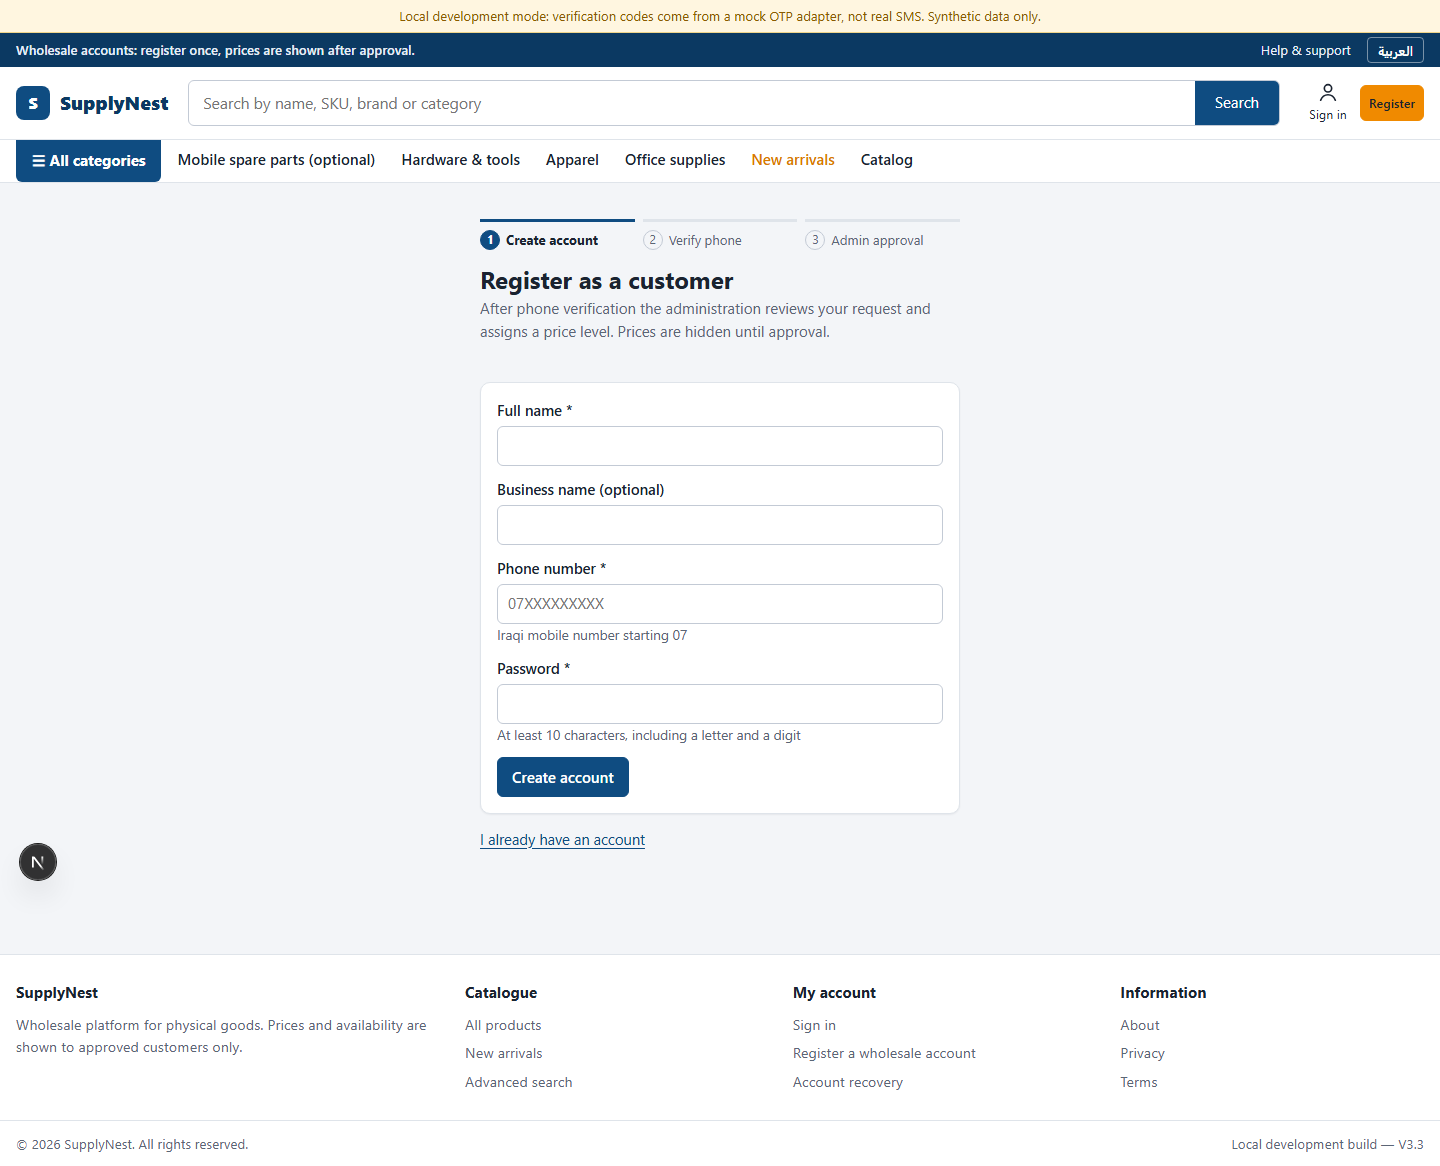 Local development mode: verification codes come from a mock OTP adapter, not real SMS. Synthetic data only.
Wholesale accounts: register once, prices are shown after approval.
Help & support
العربية
S
SupplyNest
Search by name, SKU, brand or category
Search
Sign in
Register
All categories
Mobile spare parts (optional)
Hardware & tools
Apparel
Office supplies
New arrivals
Catalog
1 Create account
2 Verify phone
3 Admin approval
Register as a customer
After phone verification the administration reviews your request and
assigns a price level. Prices are hidden until approval.
Full name *
Business name (optional)
Phone number *
07XXXXXXXXX
Iraqi mobile number starting 07
Password *
At least 10 characters, including a letter and a digit
Create account
I already have an account
N
SupplyNest
Wholesale platform for physical goods. Prices and availability are
shown to approved customers only.
Catalogue
All products
New arrivals
Advanced search
My account
Sign in
Register a wholesale account
Account recovery
Information
About
Privacy
Terms
© 2026 SupplyNest. All rights reserved.
Local development build — V3.3